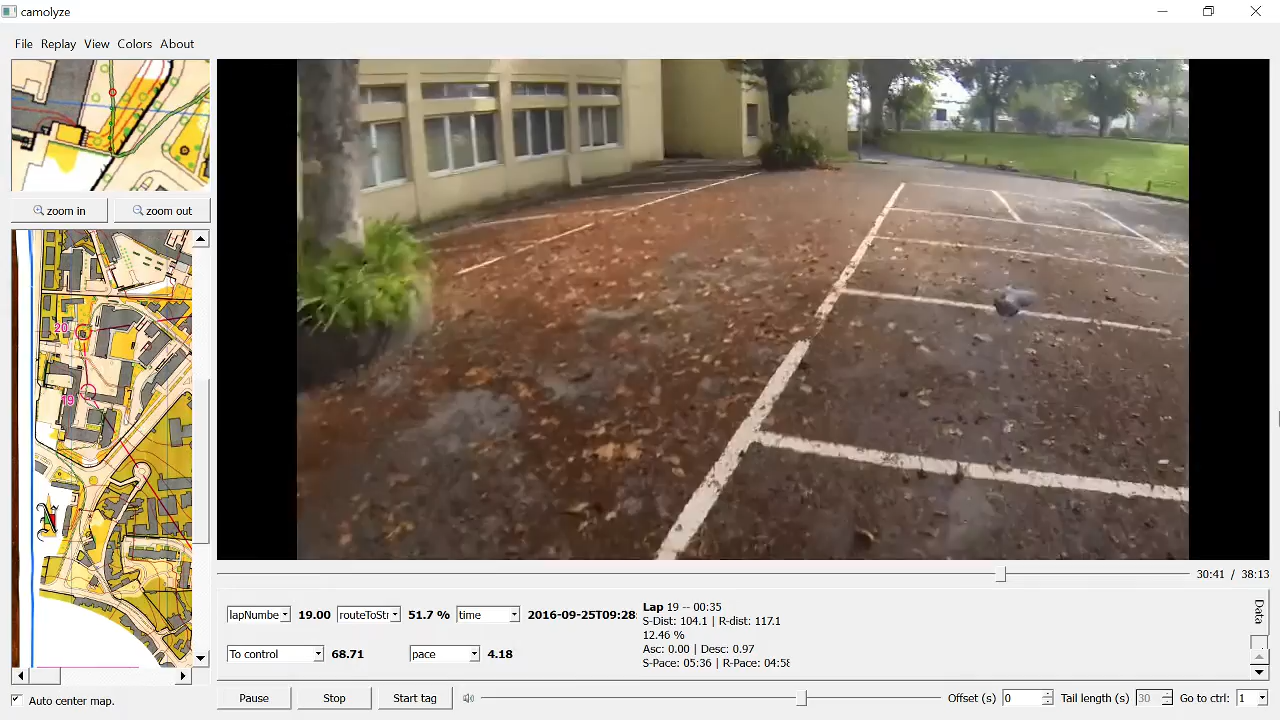 camolyze
File Replay View Colors About
zoom in zoom out
20
19
30:41 / 38:13
lapNumbe 19.00 routeToStr 51.7 % time 2016-09-25T09:28:
To control 68.71 pace 4.18
Lap 19 -- 00:35
S-Dist: 104.1 | R-dist: 117.1
12.46 %
Asc: 0.00 | Desc: 0.97
S-Pace: 05:36 | R-Pace: 04:58
Data
Auto center map.
Pause Stop Start tag Offset (s) 0 Tail length (s) 30 Go to ctrl: 1